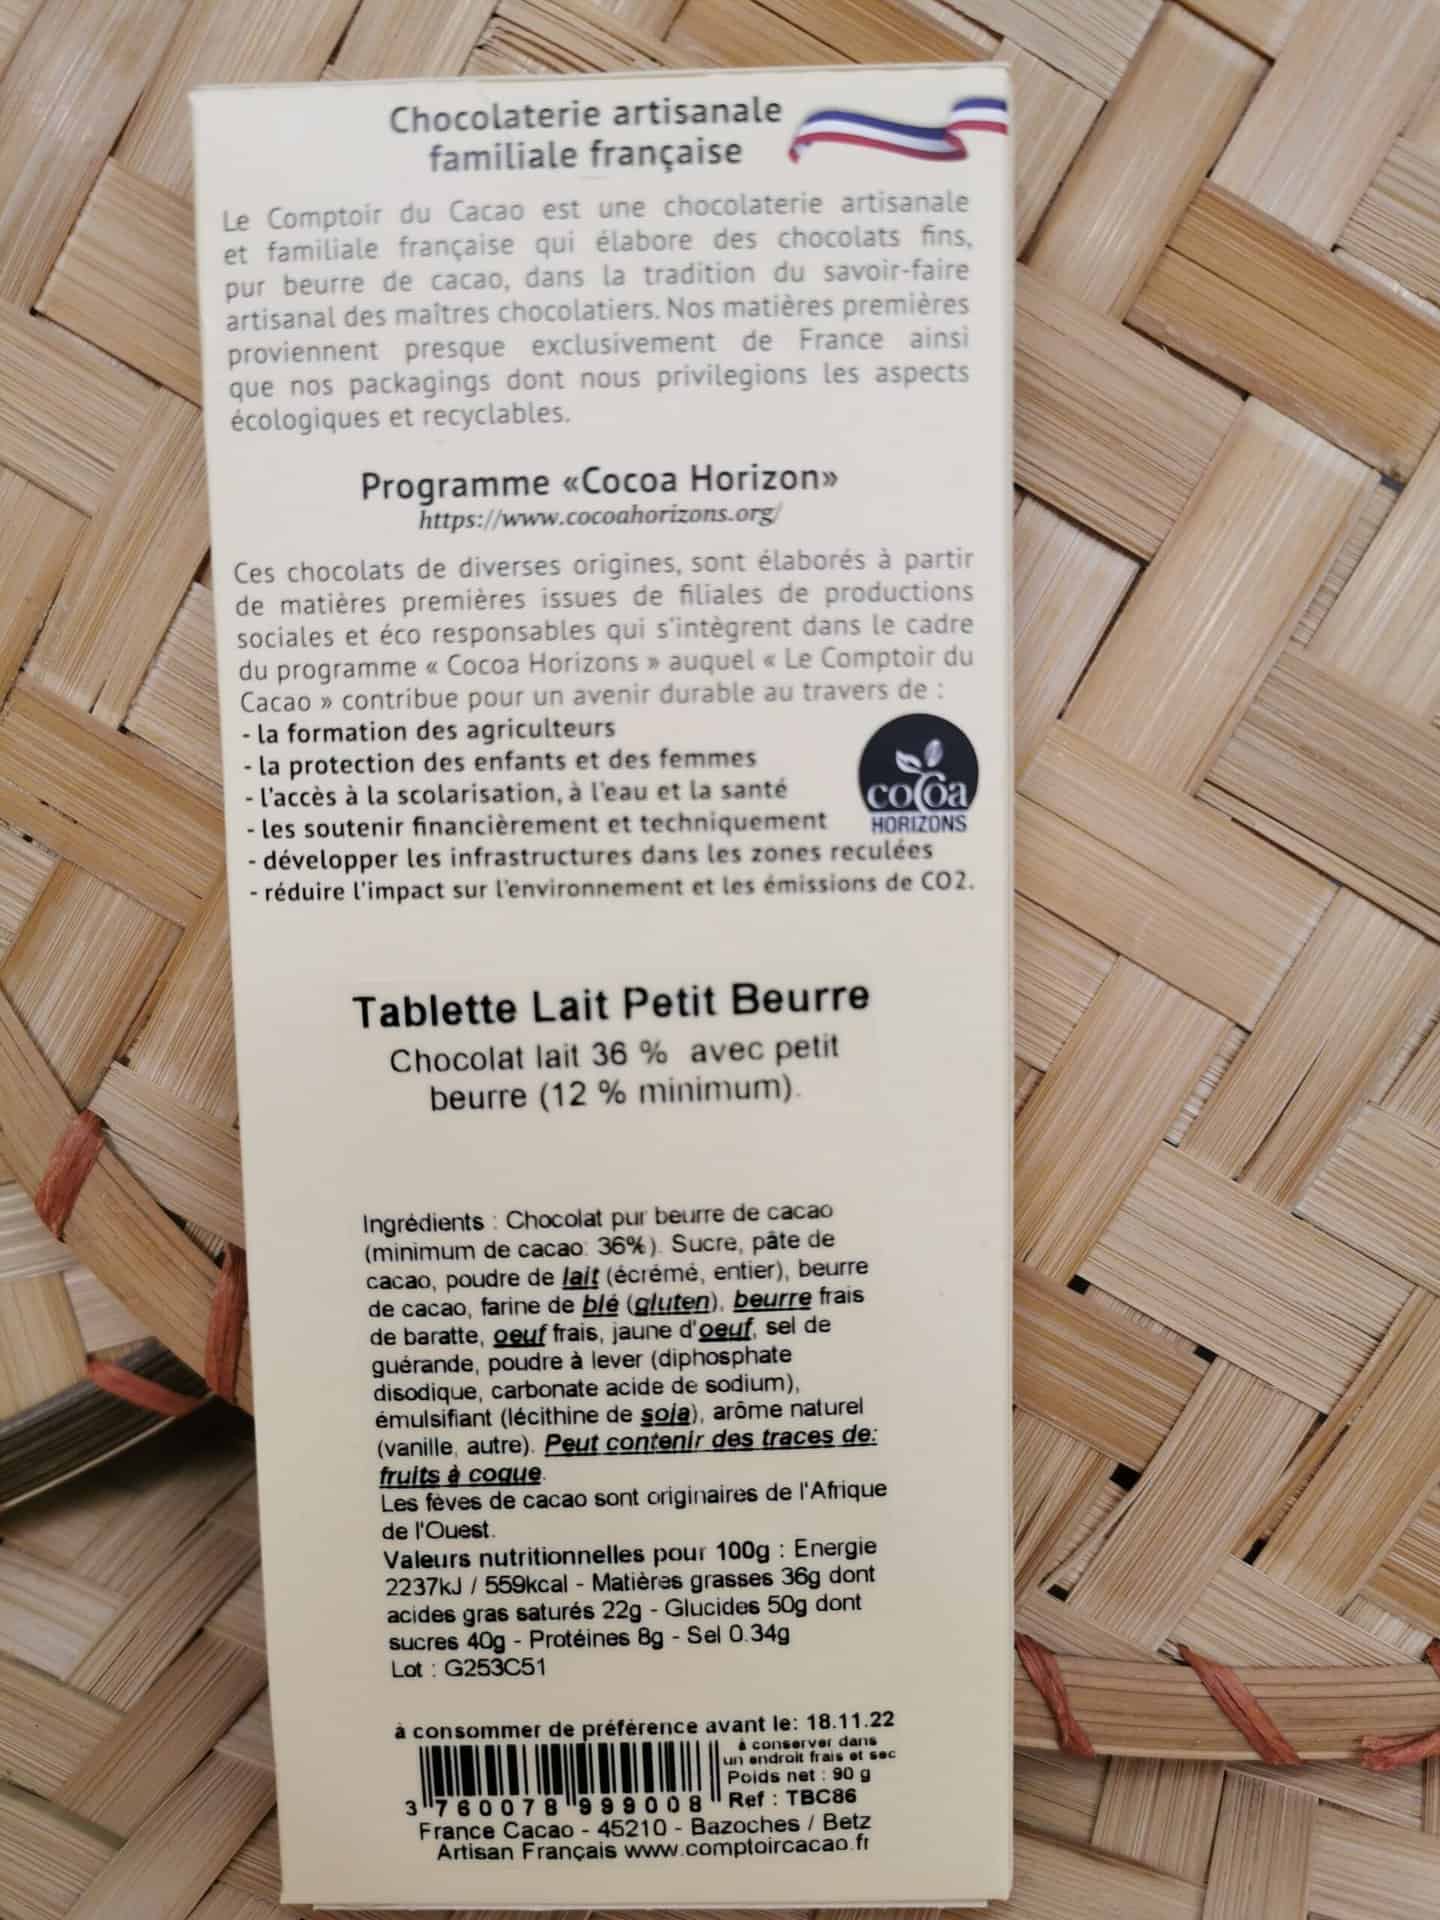 Chocolaterie artisanale
familiale française
Le Comptoir du Cacao est une chocolaterie artisanale
et familiale française qui élabore des chocolats fins,
pur beurre de cacao, dans la tradition du savoir-faire
artisanal des maîtres chocolatiers. Nos matières premières
proviennent presque exclusivement de France ainsi
que nos packagings dont nous privilegions les aspects
écologiques et recyclables.
Programme «Cocoa Horizon»
https://www.cocoahorizons.org/
Ces chocolats de diverses origines, sont élaborés à partir
de matières premières issues de filiales de productions
sociales et éco responsables qui s'intègrent dans le cadre
du programme « Cocoa Horizons » auquel « Le Comptoir du
Cacao » contribue pour un avenir durable au travers de :
- la formation des agriculteurs
- la protection des enfants et des femmes
- l'accès à la scolarisation, à l'eau et la santé
- les soutenir financièrement et techniquement
- développer les infrastructures dans les zones reculées
- réduire l'impact sur l'environnement et les émissions de CO2.
cocoa
HORIZONS
Tablette Lait Petit Beurre
Chocolat lait 36 % avec petit
beurre (12 % minimum).
Ingrédients : Chocolat pur beurre de cacao
(minimum de cacao: 36%). Sucre, pâte de
cacao, poudre de lait (écrémé, entier), beurre
de cacao, farine de blé (gluten), beurre frais
de baratte, oeuf frais, jaune d'oeuf, sel de
guérande, poudre à lever (diphosphate
disodique, carbonate acide de sodium),
émulsifiant (lécithine de soja), arôme naturel
(vanille, autre). Peut contenir des traces de:
fruits à coque.
Les fèves de cacao sont originaires de l'Afrique
de l'Ouest.
Valeurs nutritionnelles pour 100g : Energie
2237kJ / 559kcal - Matières grasses 36g dont
acides gras saturés 22g - Glucides 50g dont
sucres 40g - Protéines 8g - Sel 0.34g
Lot : G253C51
à consommer de préférence avant le: 18.11.22
à conserver dans
un endroit frais et sec
Poids net : 90 g
Ref : TBC86
3 760078 999008
France Cacao - 45210 - Bazoches / Betz
Artisan Français www.comptoircacao.fr